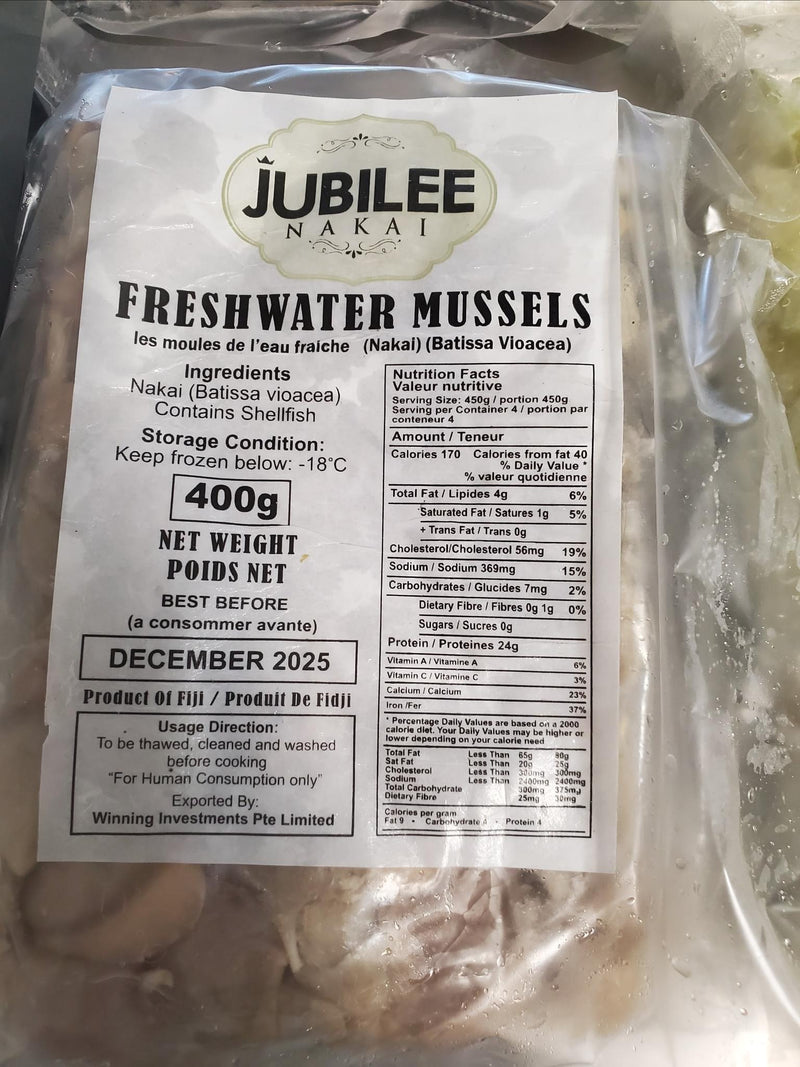 JUBILEE
NAKAI
FRESHWATER MUSSELS
les moules de l'eau fraiche (Nakai) (Batissa Vioacea)
Ingredients
Nakai (Batissa vioacea)
Contains Shellfish
Storage Condition:
Keep frozen below: -18°C
400g
NET WEIGHT
POIDS NET
BEST BEFORE
(a consommer avante)
DECEMBER 2025
Product Of Fiji / Produit De Fidji
Usage Direction:
To be thawed, cleaned and washed
before cooking
"For Human Consumption only"
Exported By:
Winning Investments Pte Limited
Nutrition Facts
Valeur nutritive
Serving Size: 450g / portion 450g
Serving per Container 4 / portion par
conteneur 4
Amount / Teneur
Calories 170 Calories from fat 40
% Daily Value *
% valeur quotidienne
Total Fat / Lipides 4g 6%
Saturated Fat / Satures 1g 5%
+ Trans Fat / Trans 0g
Cholesterol/Cholesterol 56mg 19%
Sodium / Sodium 369mg 15%
Carbohydrates / Glucides 7mg 2%
Dietary Fibre / Fibres 0g 1g 0%
Sugars / Sucres 0g
Protein / Proteines 24g
Vitamin A / Vitamine A 6%
Vitamin C / Vitamine C 3%
Calcium / Calcium 23%
Iron /Fer 37%
* Percentage Daily Values are based on a 2000
calorie diet. Your Daily Values may be higher or
lower depending on your calorie need
Total Fat Less Than 65g 80g
Sat Fat Less Than 20g 25g
Cholesterol Less Than 300mg 300mg
Sodium Less Than 2400mg 2400mg
Total Carbohydrate 300mg 375mg
Dietary Fibre 25mg 30mg
Calories per gram
Fat 9 • Carbohydrate 4 • Protein 4